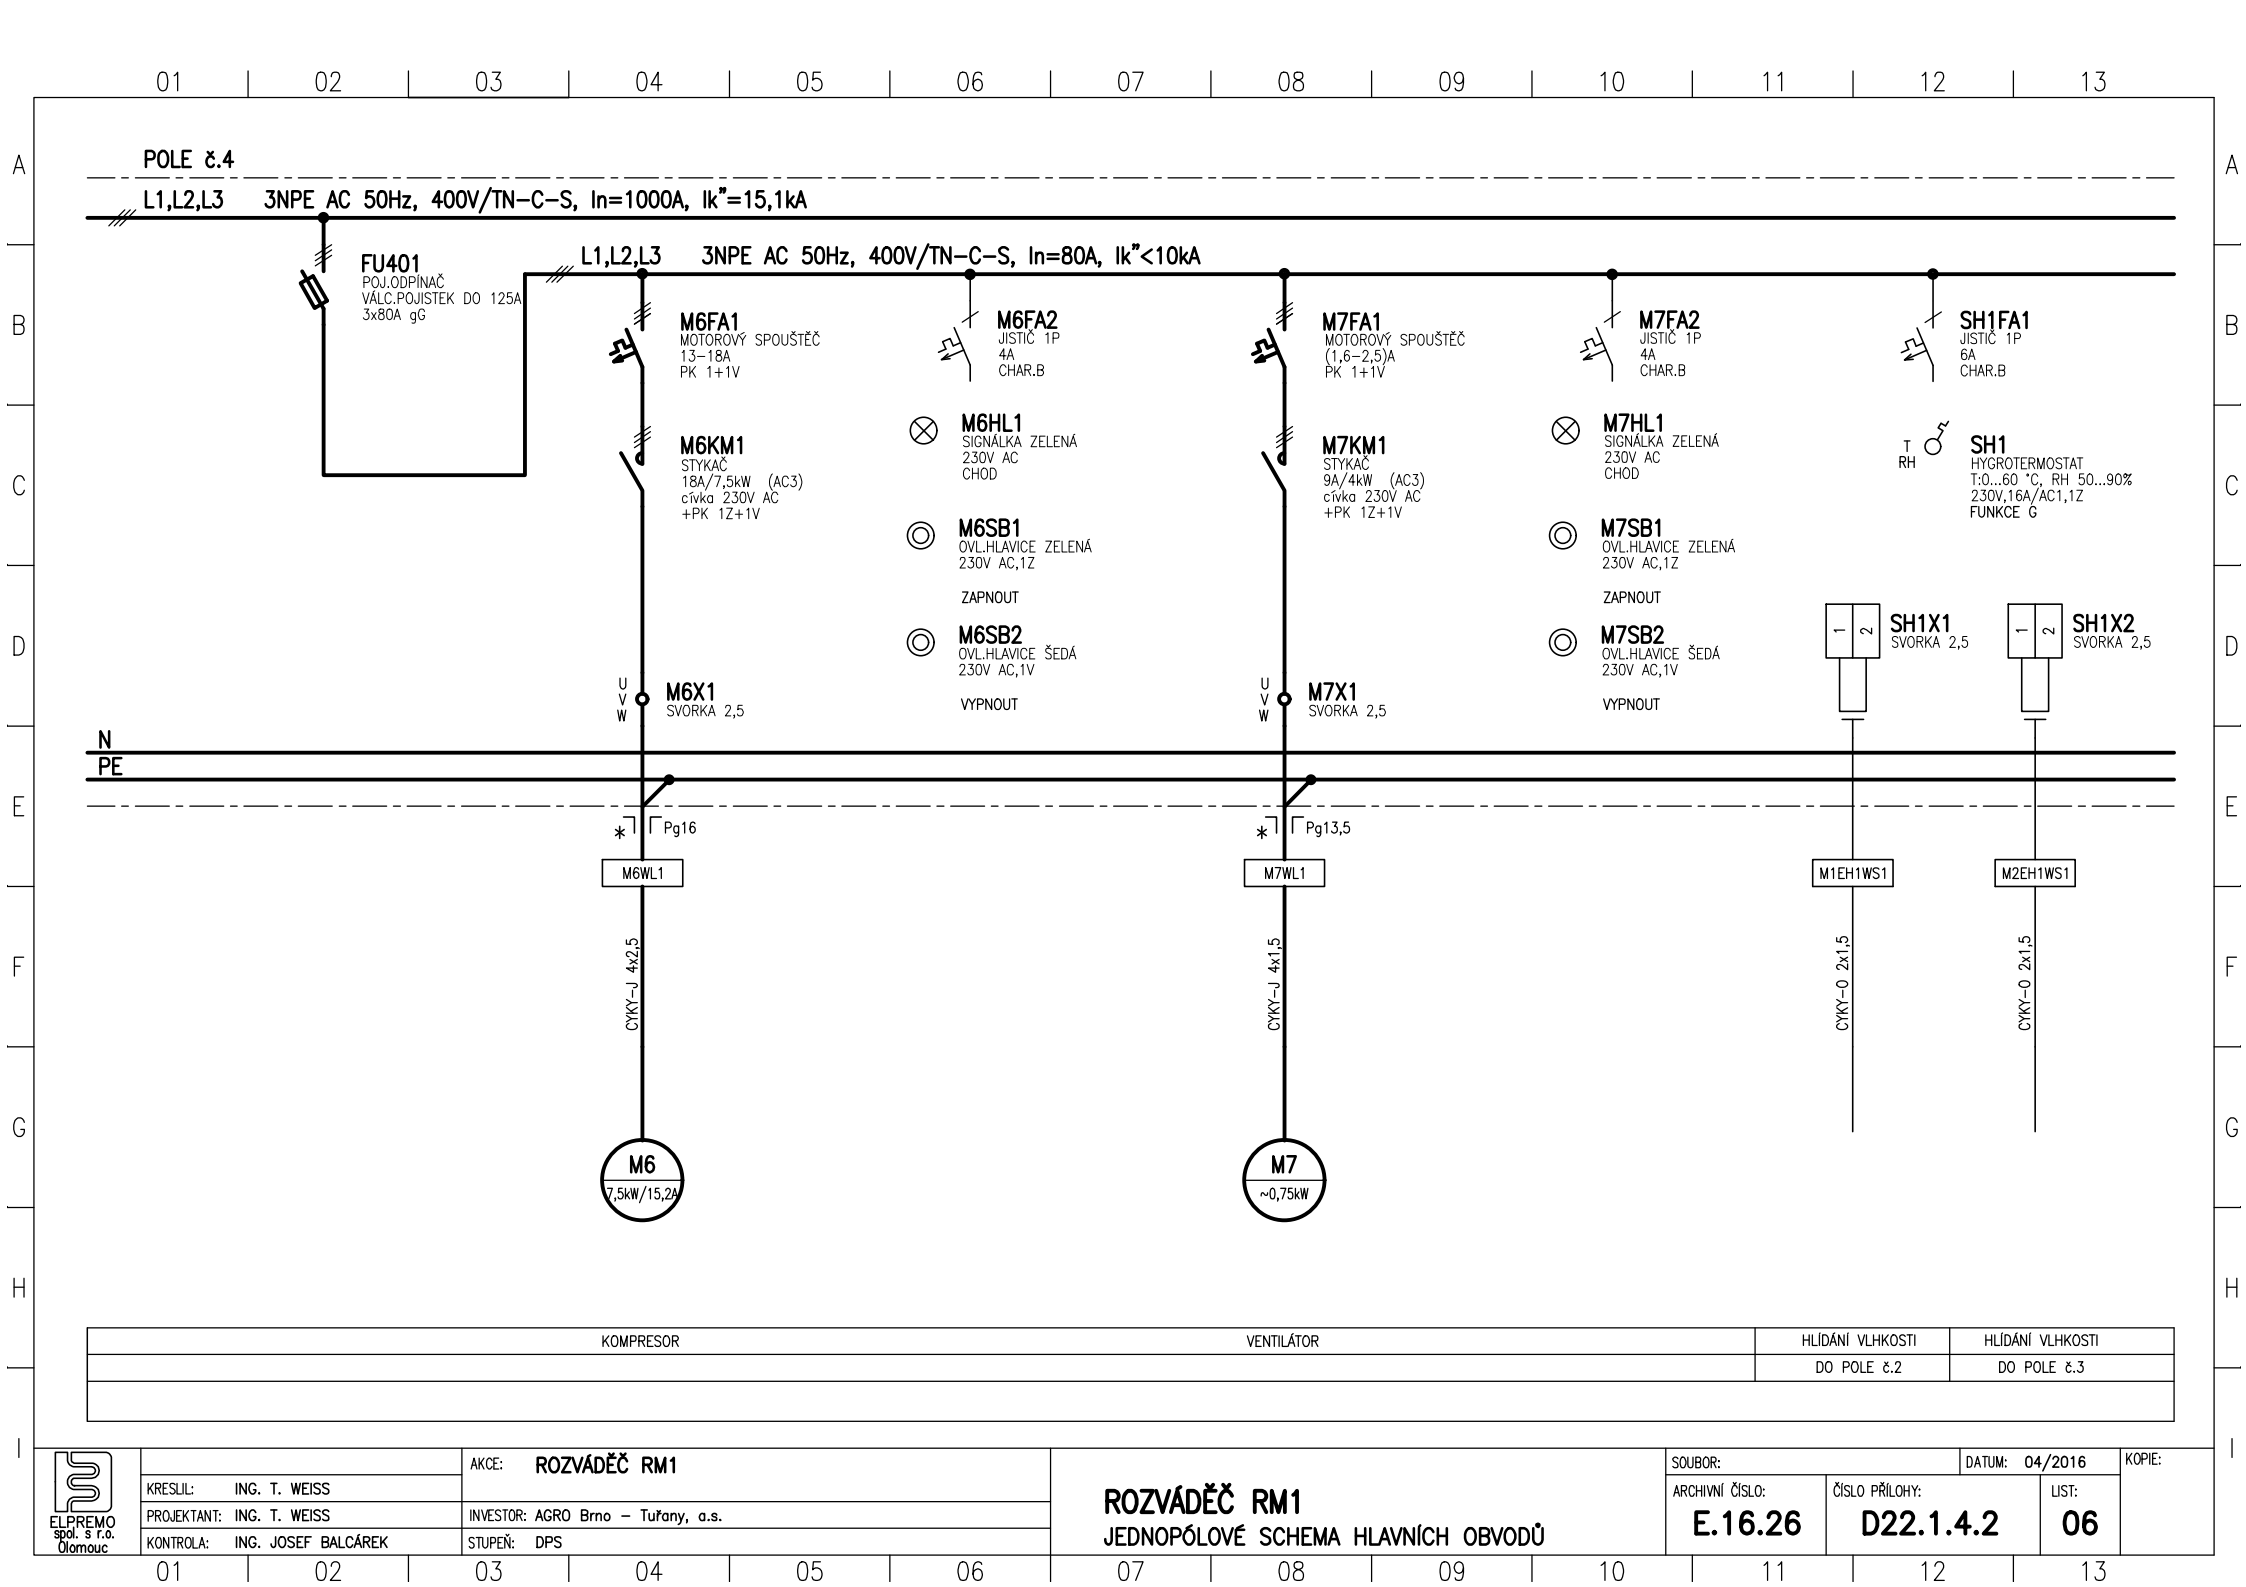 01 02 03 04 05 06 07 08 09 10 11 12 13
A
POLE č.4
A
L1,L2,L3 3NPE AC 50Hz, 400V/TN-C-S, In=1000A, Ik"=15,1kA
L1,L2,L3 3NPE AC 50Hz, 400V/TN-C-S, In=80A, Ik"<10kA
FU401
POJ.ODPÍNAČ
VÁLC.POJISTEK DO 125A
3x80A gG
B
M6FA1
MOTOROVÝ SPOUŠTĚČ
13-18A
PK 1+1V
M6FA2
JISTIČ 1P
4A
CHAR.B
M7FA1
MOTOROVÝ SPOUŠTĚČ
(1,6-2,5)A
PK 1+1V
M7FA2
JISTIČ 1P
4A
CHAR.B
SH1FA1
JISTIČ 1P
6A
CHAR.B
B
C
M6KM1
STYKAČ
18A/7,5kW (AC3)
cívka 230V AC
+PK 1Z+1V
M6HL1
SIGNÁLKA ZELENÁ
230V AC
CHOD
M7KM1
STYKAČ
9A/4kW (AC3)
cívka 230V AC
+PK 1Z+1V
M7HL1
SIGNÁLKA ZELENÁ
230V AC
CHOD
T
RH
SH1
HYGROTERMOSTAT
T:0...60 °C, RH 50...90%
230V,16A/AC1,1Z
FUNKCE G
C
M6SB1
OVL.HLAVICE ZELENÁ
230V AC,1Z
ZAPNOUT
M7SB1
OVL.HLAVICE ZELENÁ
230V AC,1Z
ZAPNOUT
D
M6SB2
OVL.HLAVICE ŠEDÁ
230V AC,1V
VYPNOUT
M7SB2
OVL.HLAVICE ŠEDÁ
230V AC,1V
VYPNOUT
1 2
SH1X1
SVORKA 2,5
1 2
SH1X2
SVORKA 2,5
D
U
V
W
M6X1
SVORKA 2,5
U
V
W
M7X1
SVORKA 2,5
N
PE
E
E
* Pg16
* Pg13,5
M6WL1
M7WL1
M1EH1WS1
M2EH1WS1
F
CYKY-J 4x2,5
CYKY-J 4x1,5
CYKY-O 2x1,5
CYKY-O 2x1,5
F
G
G
M6
7,5kW/15,2A
M7
~0,75kW
H
H
KOMPRESOR VENTILÁTOR HLÍDÁNÍ VLHKOSTI HLÍDÁNÍ VLHKOSTI
DO POLE č.2 DO POLE č.3
I
I
ELPREMO
spol. s r.o.
Olomouc
KRESLIL: ING. T. WEISS
PROJEKTANT: ING. T. WEISS
KONTROLA: ING. JOSEF BALCÁREK
AKCE: ROZVÁDĚČ RM1
INVESTOR: AGRO Brno - Tuřany, a.s.
STUPEŇ: DPS
ROZVÁDĚČ RM1
JEDNOPÓLOVÉ SCHEMA HLAVNÍCH OBVODŮ
SOUBOR:
DATUM: 04/2016
KOPIE:
ARCHIVNÍ ČÍSLO:
E.16.26
ČÍSLO PŘÍLOHY:
D22.1.4.2
LIST:
06
01 02 03 04 05 06 07 08 09 10 11 12 13